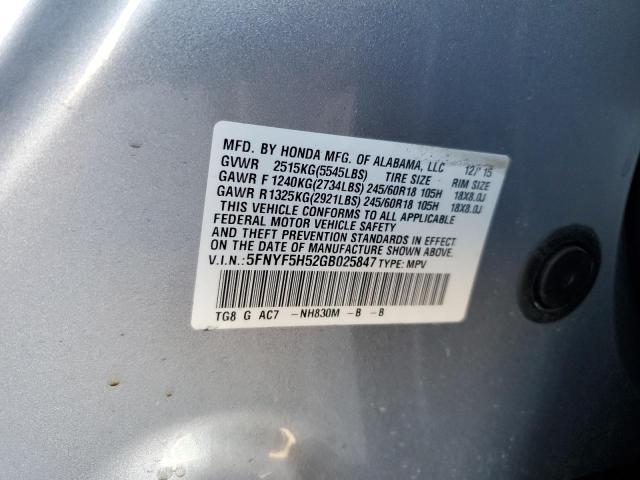 MFD. BY HONDA MFG. OF ALABAMA, LLC 12/15
GVWR 2515KG(5545LBS) TIRE SIZE RIM SIZE
GAWR F 1240KG(2734LBS) 245/60R18 105H 18X8.0J
GAWR R 1325KG(2921LBS) 245/60R18 105H 18X8.0J
THIS VEHICLE CONFORMS TO ALL APPLICABLE
FEDERAL MOTOR VEHICLE SAFETY
AND THEFT PREVENTION STANDARDS IN EFFECT
ON THE DATE OF MANUFACTURE SHOWN ABOVE.
V.I.N.: 5FNYF5H52GB025847 TYPE: MPV
TG8 G AC7 -NH830M -B -B